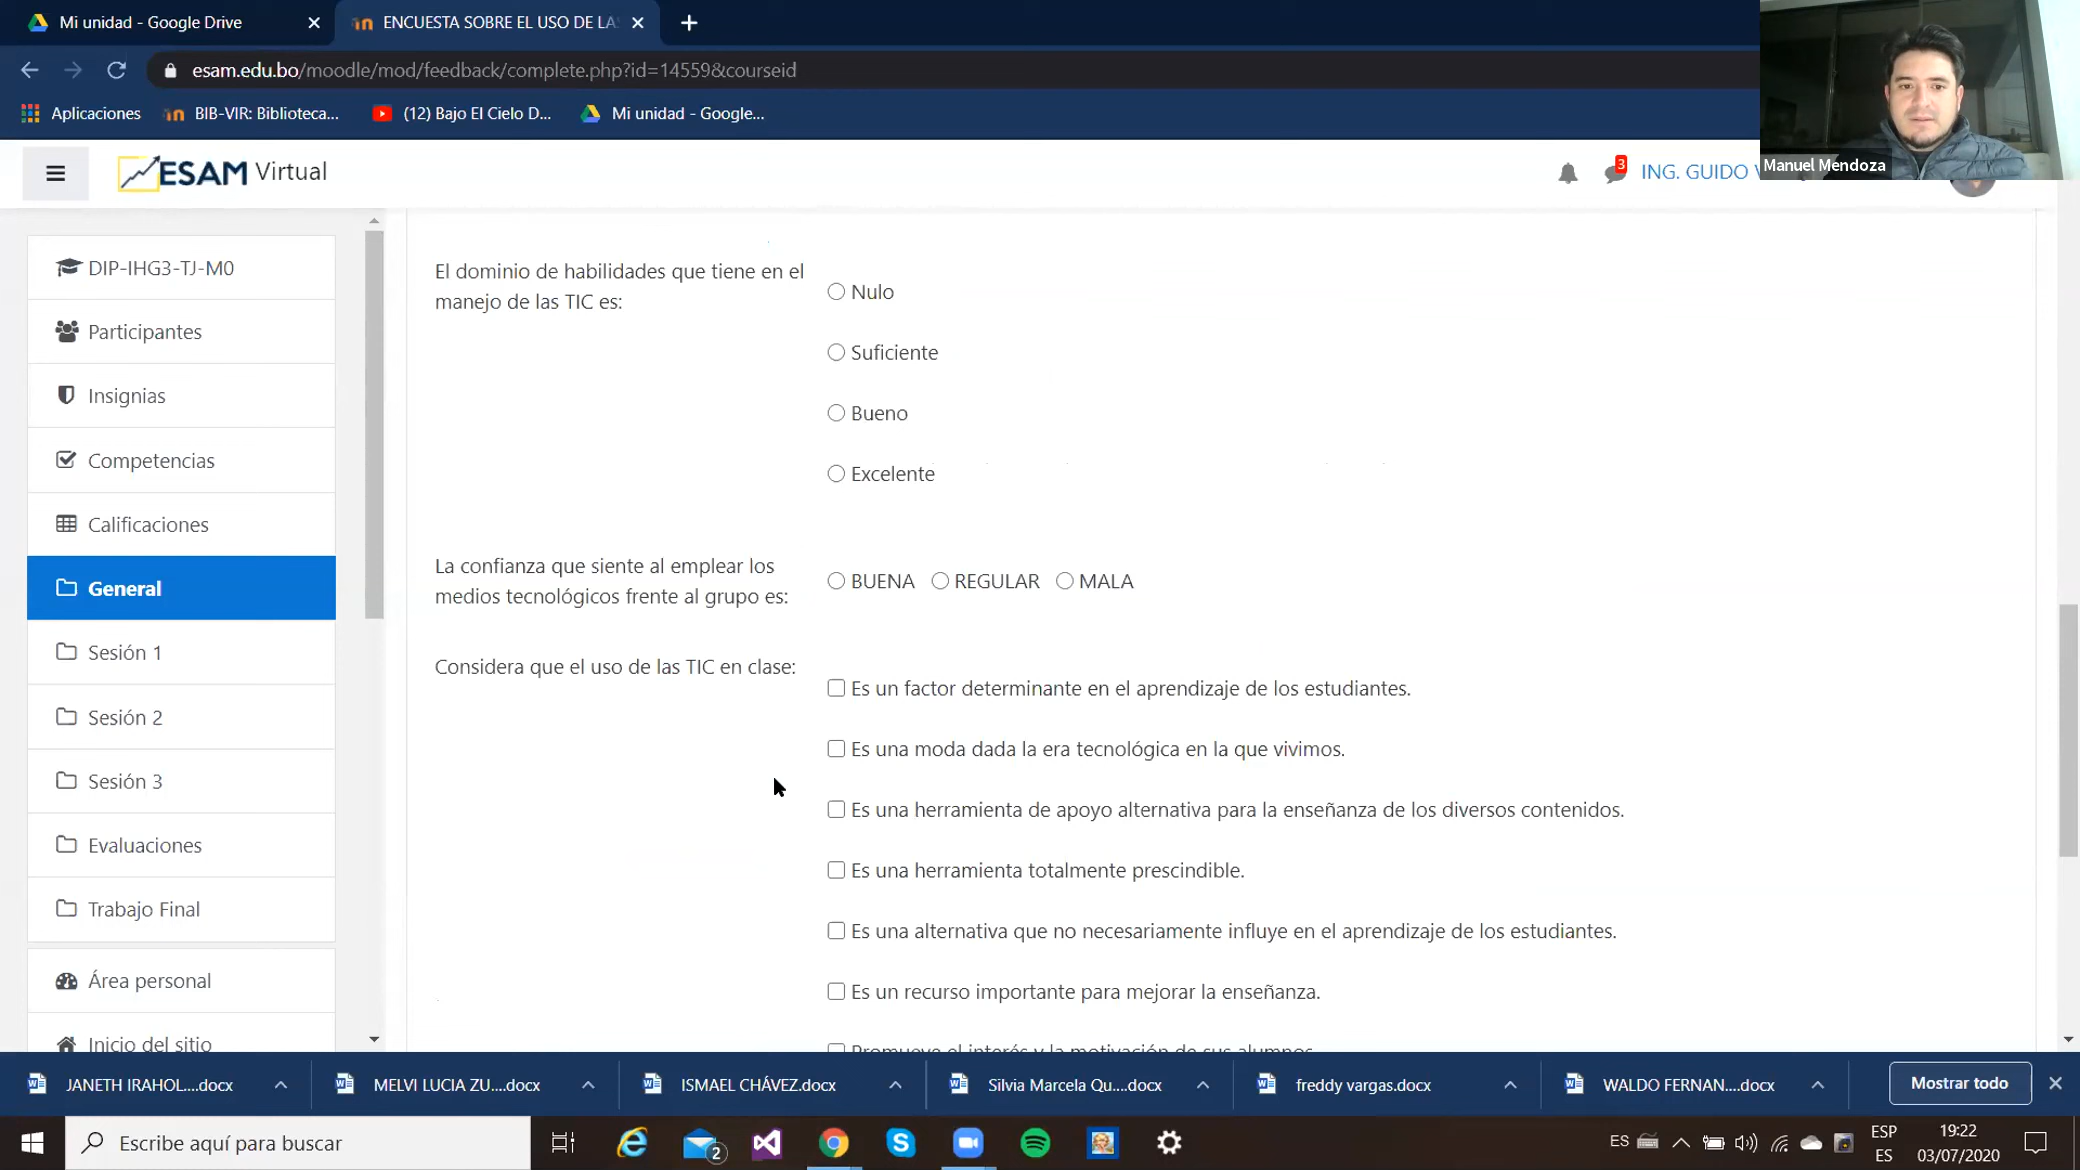 Mi unidad - Google Drive
ENCUESTA SOBRE EL USO DE LA
esam.edu.bo/moodle/mod/feedback/complete.php?id=14559&courseid
Aplicaciones
BIB-VIR: Biblioteca...
(12) Bajo El Cielo D...
Mi unidad - Google...
Manuel Mendoza
ESAM Virtual
3
ING. GUIDO
DIP-IHG3-TJ-M0
Participantes
Insignias
Competencias
Calificaciones
General
Sesión 1
Sesión 2
Sesión 3
Evaluaciones
Trabajo Final
Área personal
Inicio del sitio
El dominio de habilidades que tiene en el
manejo de las TIC es:
Nulo
Suficiente
Bueno
Excelente
La confianza que siente al emplear los
medios tecnológicos frente al grupo es:
BUENA REGULAR MALA
Considera que el uso de las TIC en clase:
Es un factor determinante en el aprendizaje de los estudiantes.
Es una moda dada la era tecnológica en la que vivimos.
Es una herramienta de apoyo alternativa para la enseñanza de los diversos contenidos.
Es una herramienta totalmente prescindible.
Es una alternativa que no necesariamente influye en el aprendizaje de los estudiantes.
Es un recurso importante para mejorar la enseñanza.
Promueve el interés y la motivación de sus alumnos.
JANETH IRAHOL....docx
MELVI LUCIA ZU....docx
ISMAEL CHÁVEZ.docx
Silvia Marcela Qu....docx
freddy vargas.docx
WALDO FERNAN....docx
Mostrar todo
Escribe aquí para buscar
2
ES
ESP
ES
19:22
03/07/2020